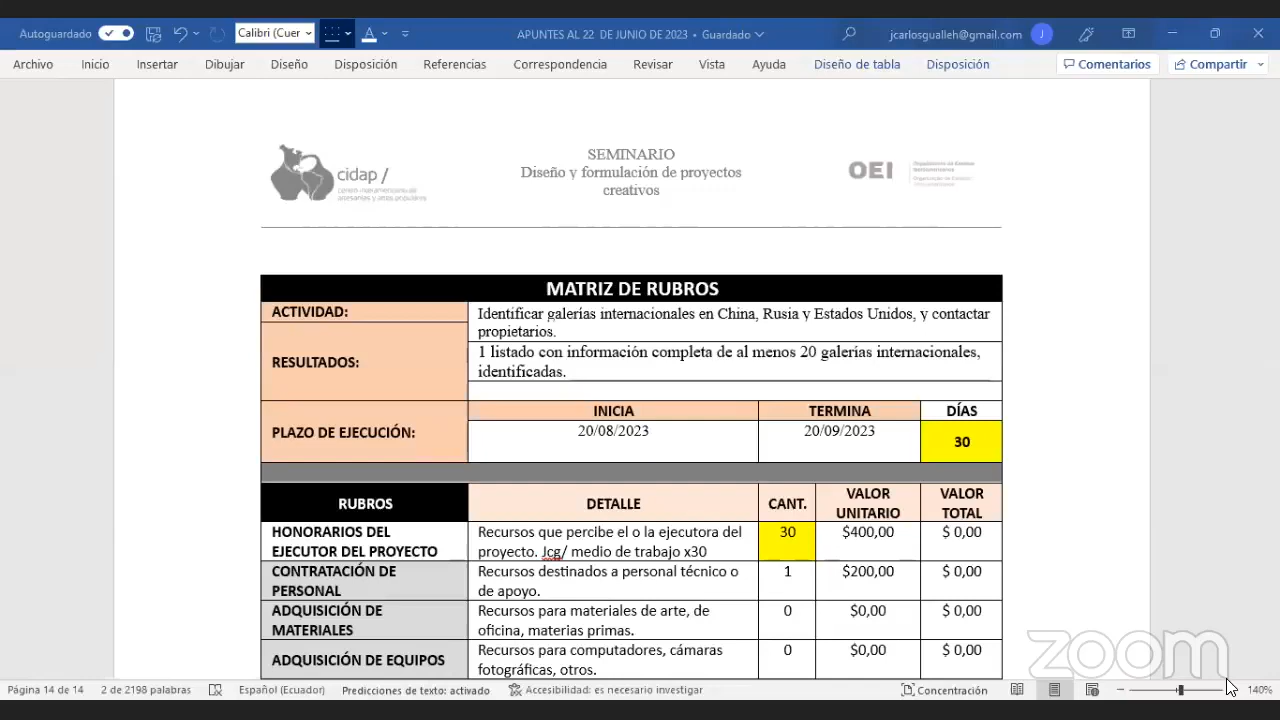 Autoguardado
Calibri (Cuer
APUNTES AL 22 DE JUNIO DE 2023 • Guardado
jcarlosgualleh@gmail.com
J
Archivo Inicio Insertar Dibujar Diseño Disposición Referencias Correspondencia Revisar Vista Ayuda Diseño de tabla Disposición Comentarios Compartir
cidap /
SEMINARIO
Diseño y formulación de proyectos
creativos
OEI
MATRIZ DE RUBROS
ACTIVIDAD:
Identificar galerías internacionales en China, Rusia y Estados Unidos, y contactar
propietarios.
RESULTADOS:
1 listado con información completa de al menos 20 galerías internacionales,
identificadas.
PLAZO DE EJECUCIÓN:
INICIA TERMINA DÍAS
20/08/2023 20/09/2023 30
RUBROS DETALLE CANT. VALOR UNITARIO VALOR TOTAL
HONORARIOS DEL
EJECUTOR DEL PROYECTO
Recursos que percibe el o la ejecutora del
proyecto. Jcg/ medio de trabajo x30
30 $400,00 $ 0,00
CONTRATACIÓN DE
PERSONAL
Recursos destinados a personal técnico o
de apoyo.
1 $200,00 $ 0,00
ADQUISICIÓN DE
MATERIALES
Recursos para materiales de arte, de
oficina, materias primas.
0 $0,00 $ 0,00
ADQUISICIÓN DE EQUIPOS
Recursos para computadores, cámaras
fotográficas, otros.
0 $0,00 $ 0,00
zoom
Página 14 de 14 2 de 2198 palabras Español (Ecuador) Predicciones de texto: activado Accesibilidad: es necesario investigar Concentración 140%